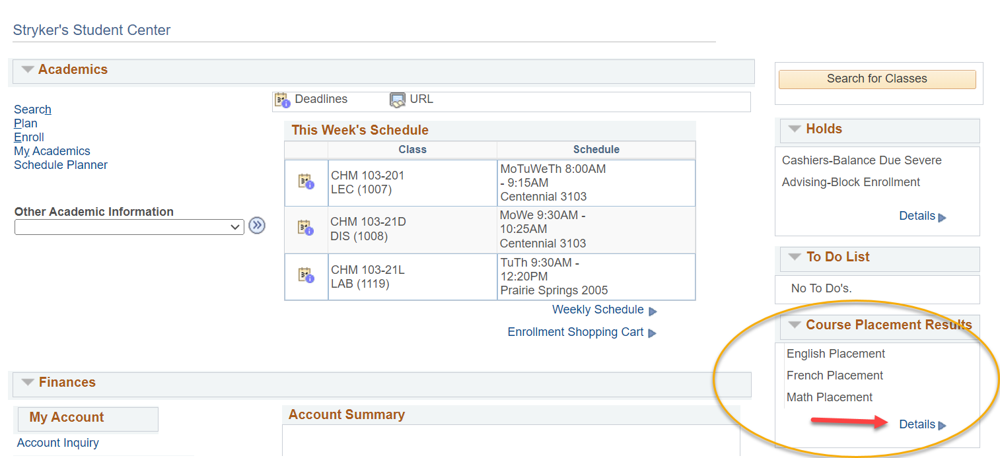 Stryker's Student Center
Academics
Search
Plan
Enroll
My Academics
Schedule Planner
Other Academic Information
Deadlines
URL
This Week's Schedule
Class
Schedule
CHM 103-201
LEC (1007)
MoTuWeTh 8:00AM
- 9:15AM
Centennial 3103
CHM 103-21D
DIS (1008)
MoWe 9:30AM -
10:25AM
Centennial 3103
CHM 103-21L
LAB (1119)
TuTh 9:30AM -
12:20PM
Prairie Springs 2005
Weekly Schedule
Enrollment Shopping Cart
Finances
My Account
Account Inquiry
Account Summary
Search for Classes
Holds
Cashiers-Balance Due Severe
Advising-Block Enrollment
Details
To Do List
No To Do's.
Course Placement Results
English Placement
French Placement
Math Placement
Details